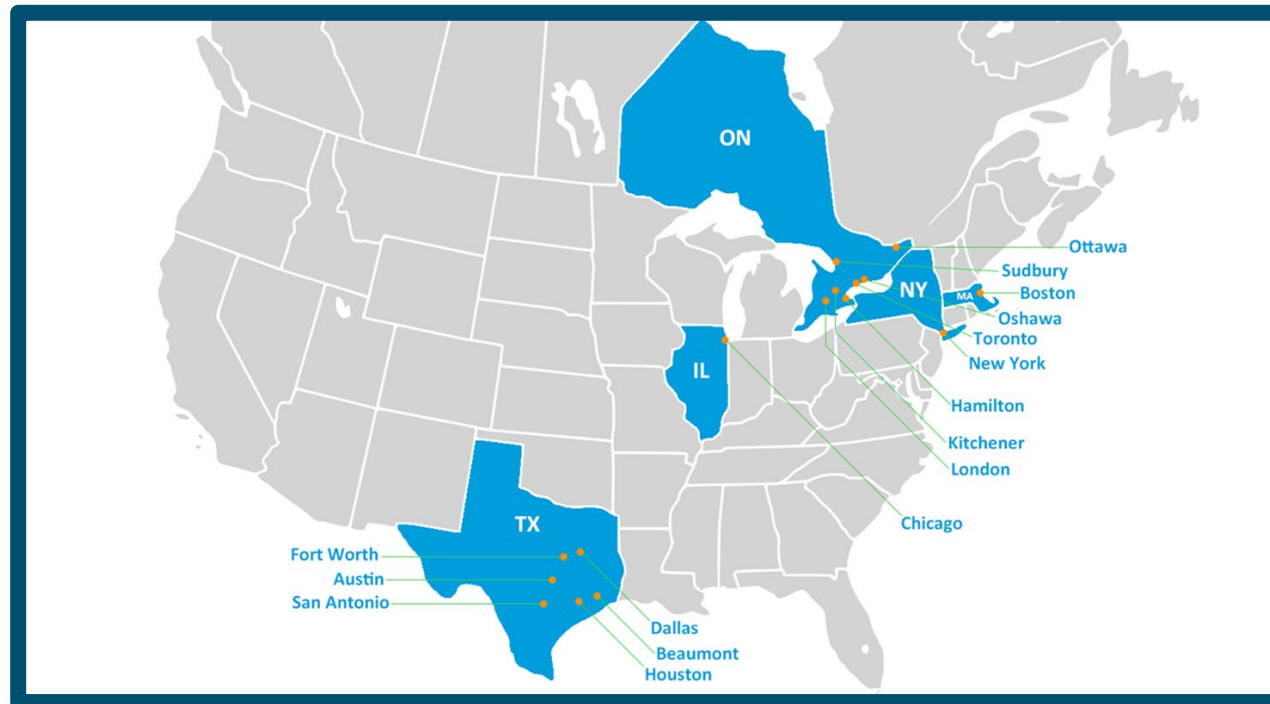 ON
Ottawa
Sudbury
NY
MA
Boston
Oshawa
Toronto
New York
IL
Hamilton
Kitchener
London
Chicago
TX
Fort Worth
Austin
San Antonio
Dallas
Beaumont
Houston